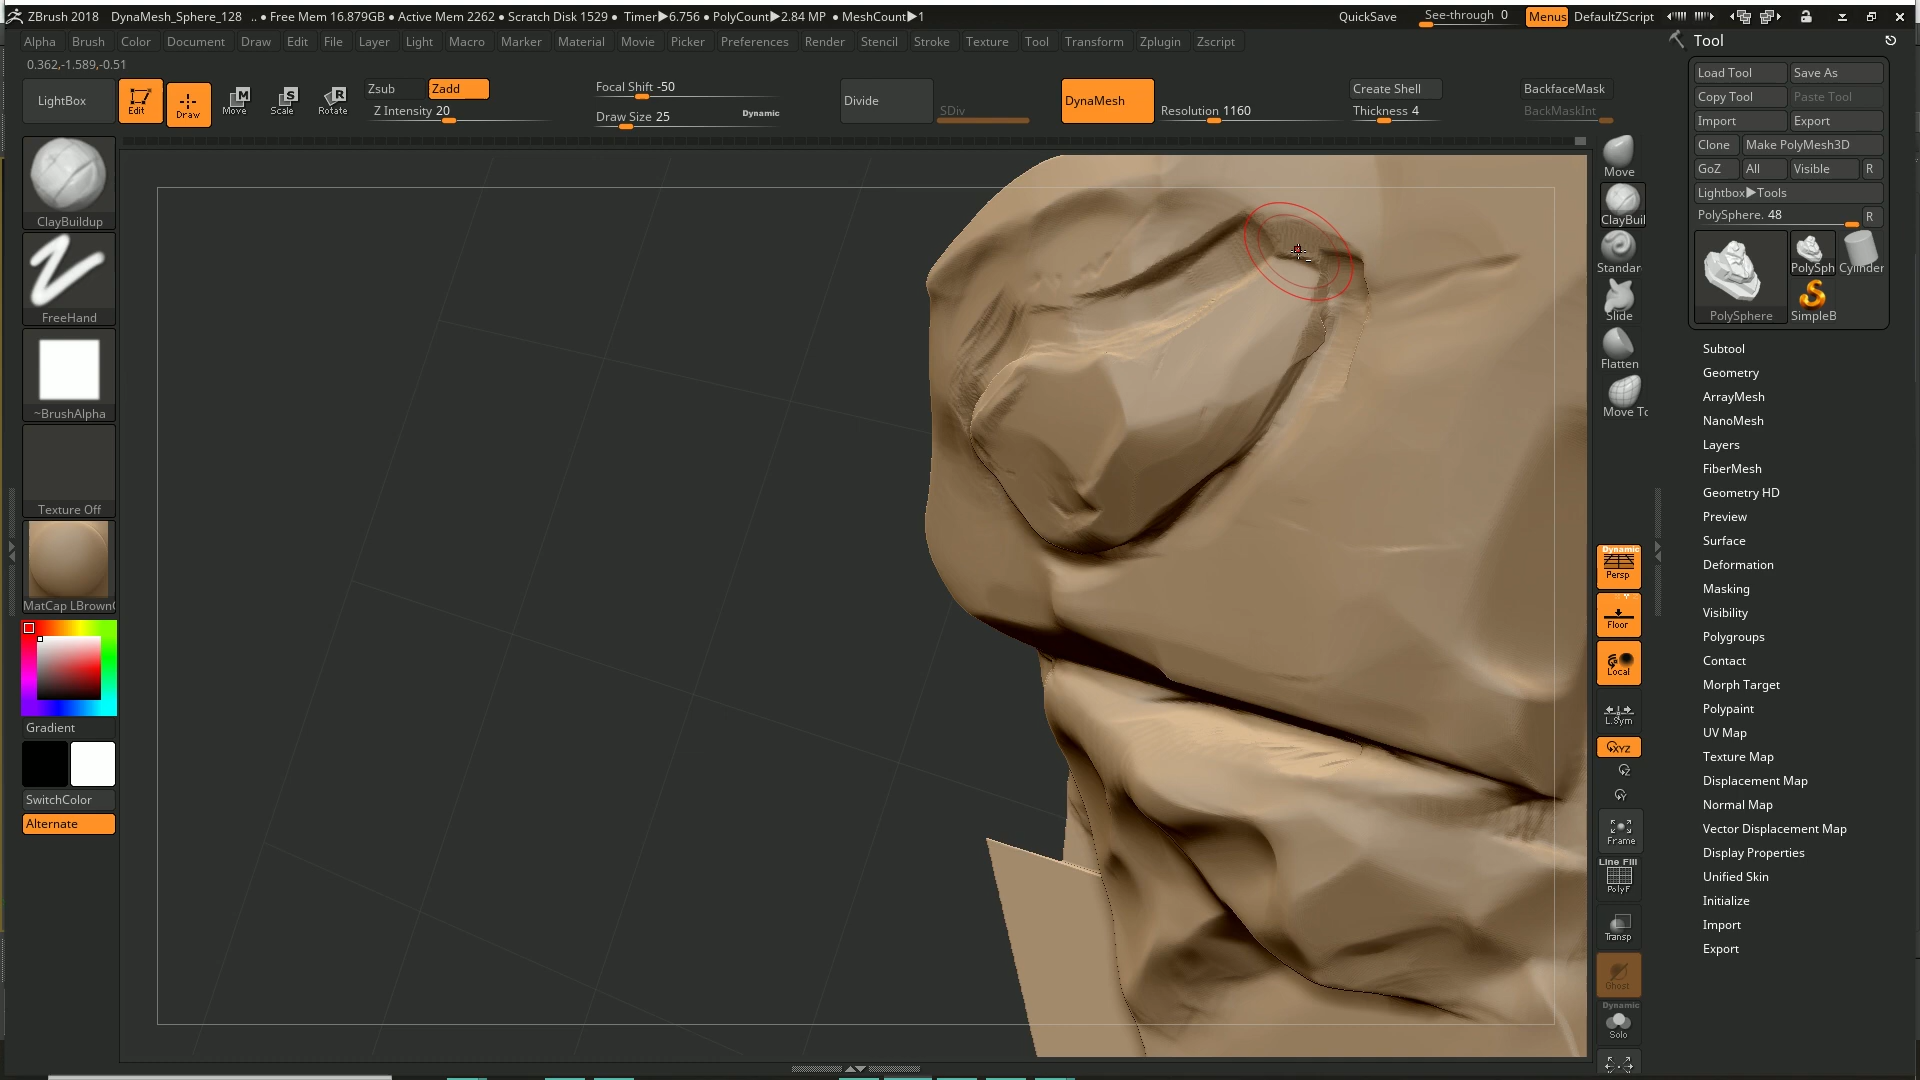 ZBrush 2018 DynaMesh_Sphere_128 .. ● Free Mem 16.879GB ● Active Mem 2262 ● Scratch Disk 1529 ● Timer▶6.756 ● PolyCount▶2.84 MP ● MeshCount▶1 QuickSave See-through 0 Menus DefaultZScript
Alpha Brush Color Document Draw Edit File Layer Light Macro Marker Material Movie Picker Preferences Render Stencil Stroke Texture Tool Transform Zplugin Zscript
0.362,-1.589,-0.51
LightBox
Edit
Draw
Move
Scale
Rotate
M
S
R
Zsub Zadd
Z Intensity 20
Focal Shift -50
Draw Size 25
Dynamic
Divide
SDiv
DynaMesh
Resolution 1160
Create Shell
Thickness 4
BackfaceMask
BackMaskInt
ClayBuildup
FreeHand
~BrushAlpha
Texture Off
MatCap LBrown
Gradient
SwitchColor
Alternate
Move
ClayBuil
Standar
Slide
Flatten
Move To
Dynamic
Persp
Floor
Local
L.Sym
XYZ
Z
Y
Frame
Line Fill
PolyF
Transp
Ghost
Dynamic
Solo
Tool
Load Tool Save As
Copy Tool Paste Tool
Import Export
Clone Make PolyMesh3D
GoZ All Visible R
Lightbox▶Tools
PolySphere. 48 R
PolySphere
PolySph
Cylinder
SimpleB
Subtool
Geometry
ArrayMesh
NanoMesh
Layers
FiberMesh
Geometry HD
Preview
Surface
Deformation
Masking
Visibility
Polygroups
Contact
Morph Target
Polypaint
UV Map
Texture Map
Displacement Map
Normal Map
Vector Displacement Map
Display Properties
Unified Skin
Initialize
Import
Export